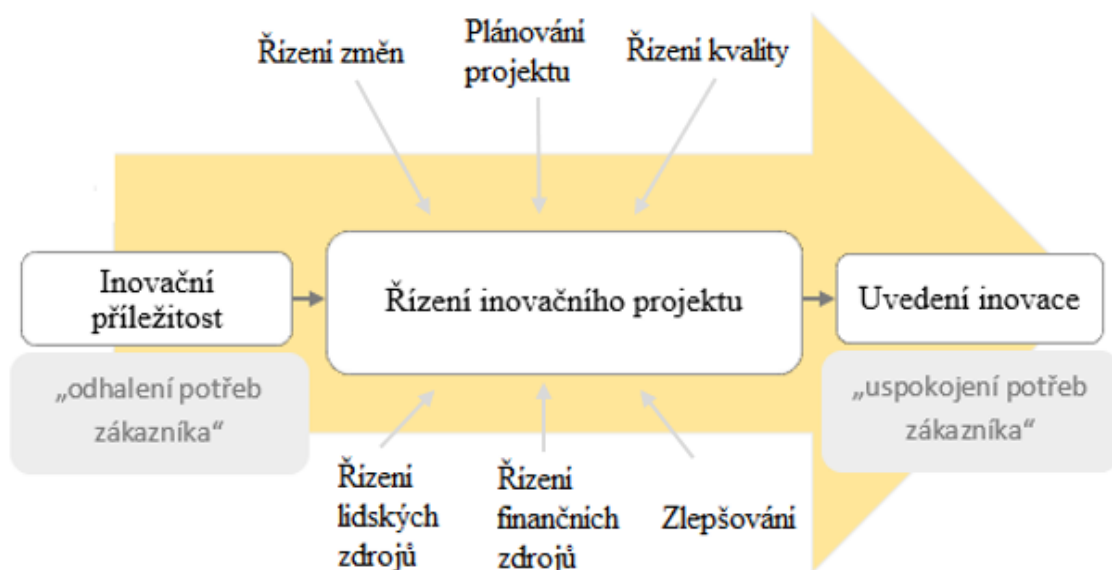 Řízení změn
Plánování
projektu
Řízení kvality
Inovační
příležitost
Řízení inovačního projektu
Uvedení inovace
„odhalení potřeb
zákazníka“
„uspokojení potřeb
zákazníka“
Řízení
lidských
zdrojů
Řízení
finančních
zdrojů
Zlepšování